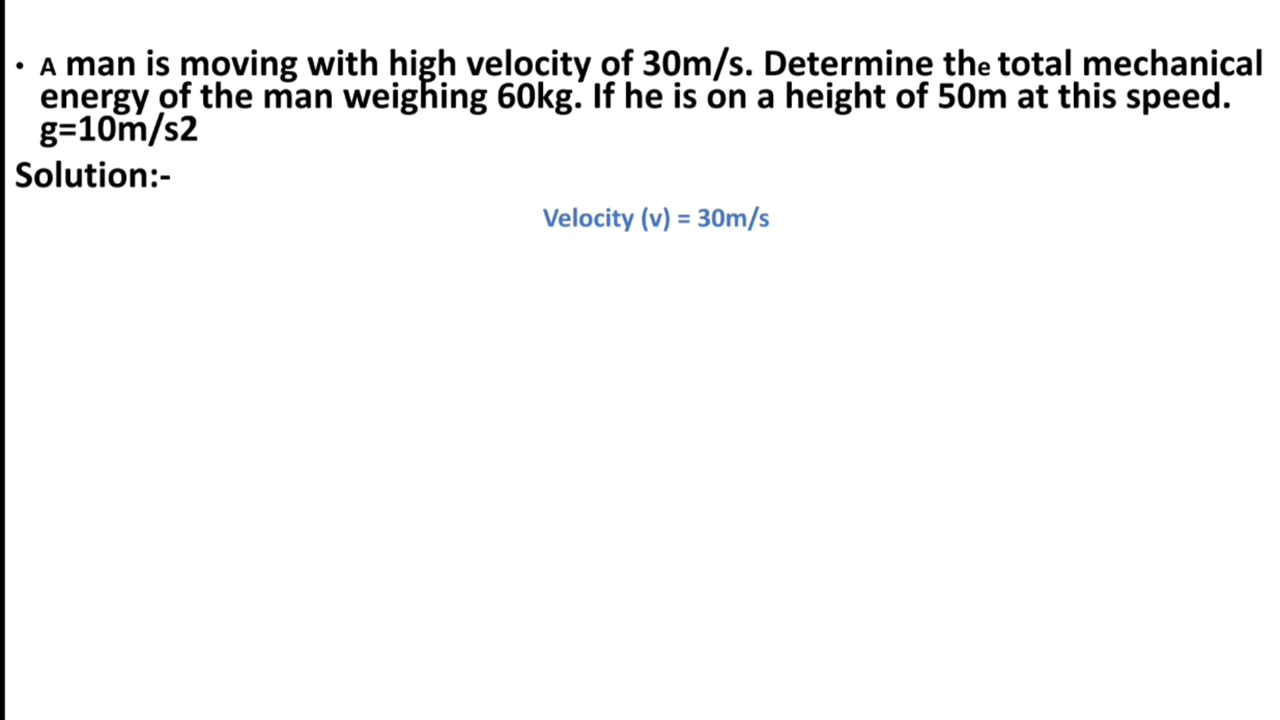 • A man is moving with high velocity of 30m/s. Determine the total mechanical
energy of the man weighing 60kg. If he is on a height of 50m at this speed.
g=10m/s2
Solution:-
Velocity (v) = 30m/s